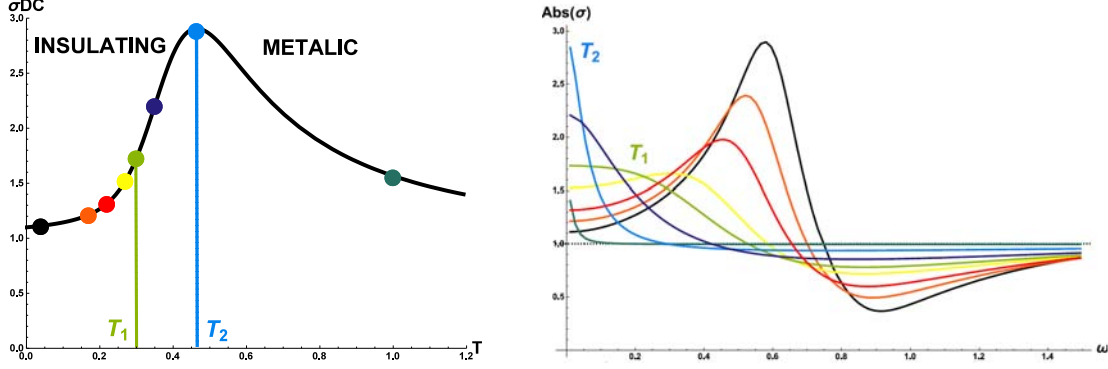 σDC
3.0
INSULATING METALIC
2.5
2.0
1.5
1.0
0.5
T₁ T₂
0.0
0.0 0.2 0.4 0.6 0.8 1.0 1.2
T
Abs(σ)
3.0
T₂
2.5
2.0
T₁
1.5
1.0
0.5
0.2 0.4 0.6 0.8 1.0 1.2 1.4
ω